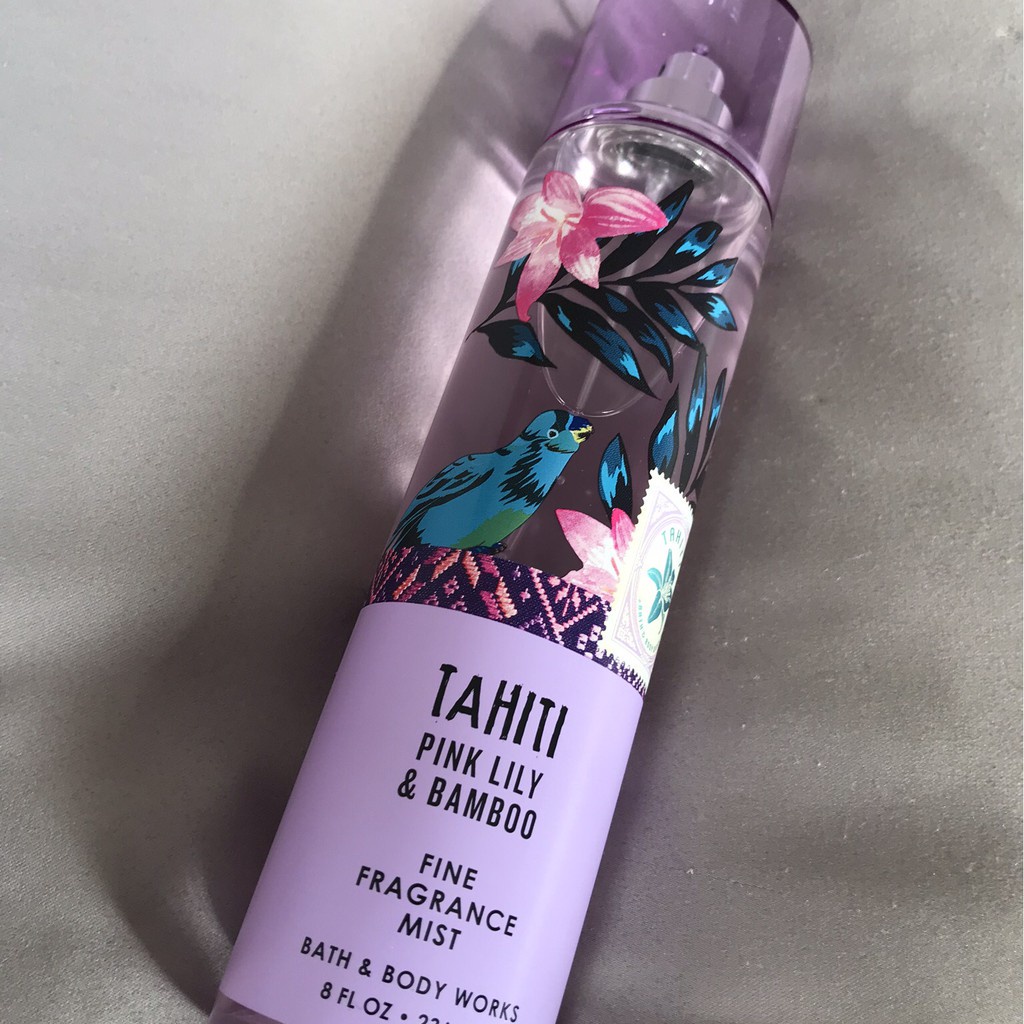 TAHITI
PINK LILY
& BAMBOO
FINE
FRAGRANCE
MIST
BATH & BODY WORKS
8 FL OZ •